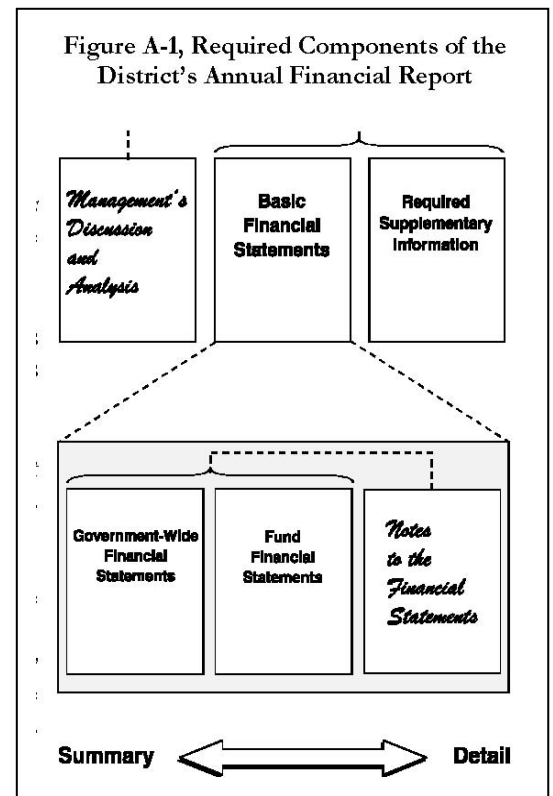 Figure A-1, Required Components of the
District's Annual Financial Report
Management's
Discussion
and
Analysis
Basic
Financial
Statements
Required
Supplementary
Information
Government-Wide
Financial
Statements
Fund
Financial
Statements
Notes
to the
Financial
Statements
Summary
Detail